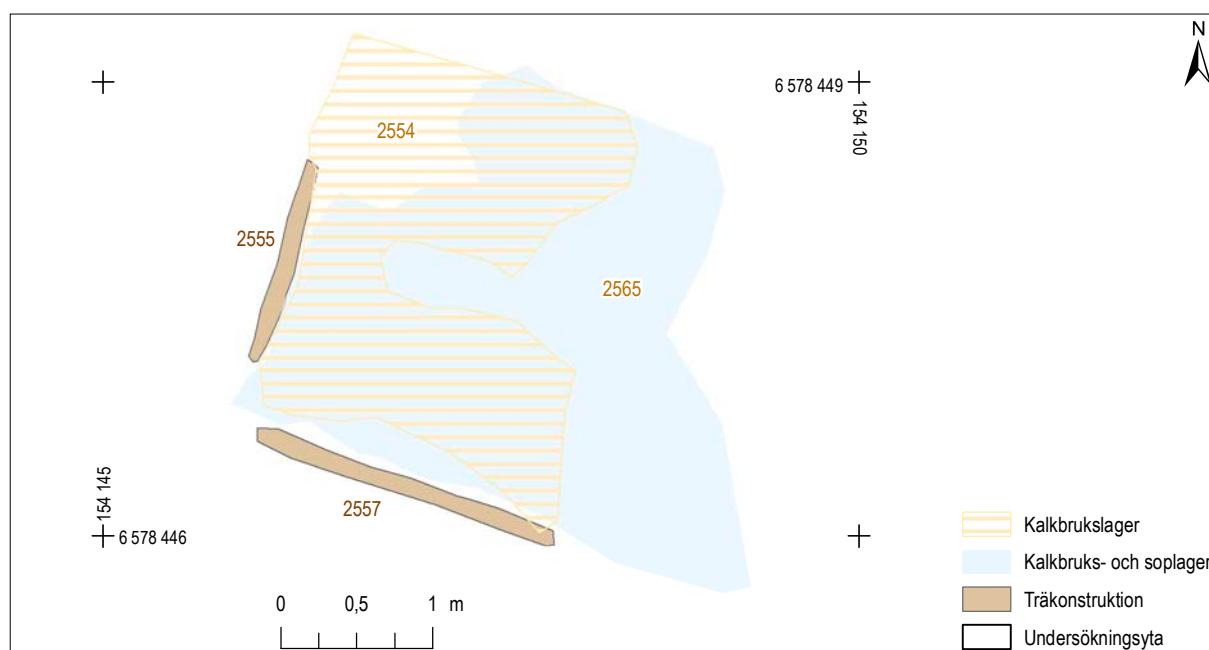 N
6 578 449
154 150
2554
2555
2565
2557
154 145
6 578 446
0 0,5 1 m
Kalkbrukslager
Kalkbruks- och soplager
Träkonstruktion
Undersökningsyta